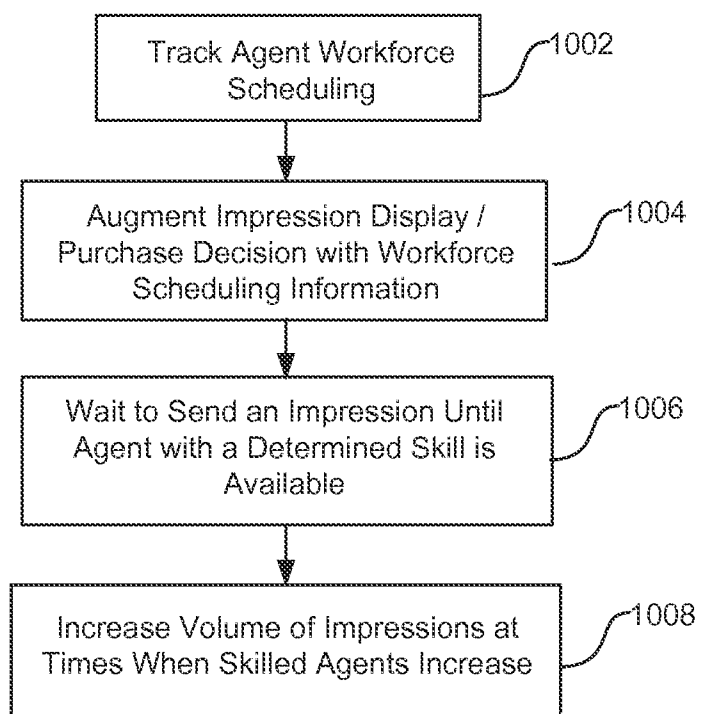 Track Agent Workforce
Scheduling
1002
Augment Impression Display /
Purchase Decision with Workforce
Scheduling Information
1004
Wait to Send an Impression Until
Agent with a Determined Skill is
Available
1006
Increase Volume of Impressions at
Times When Skilled Agents Increase
1008